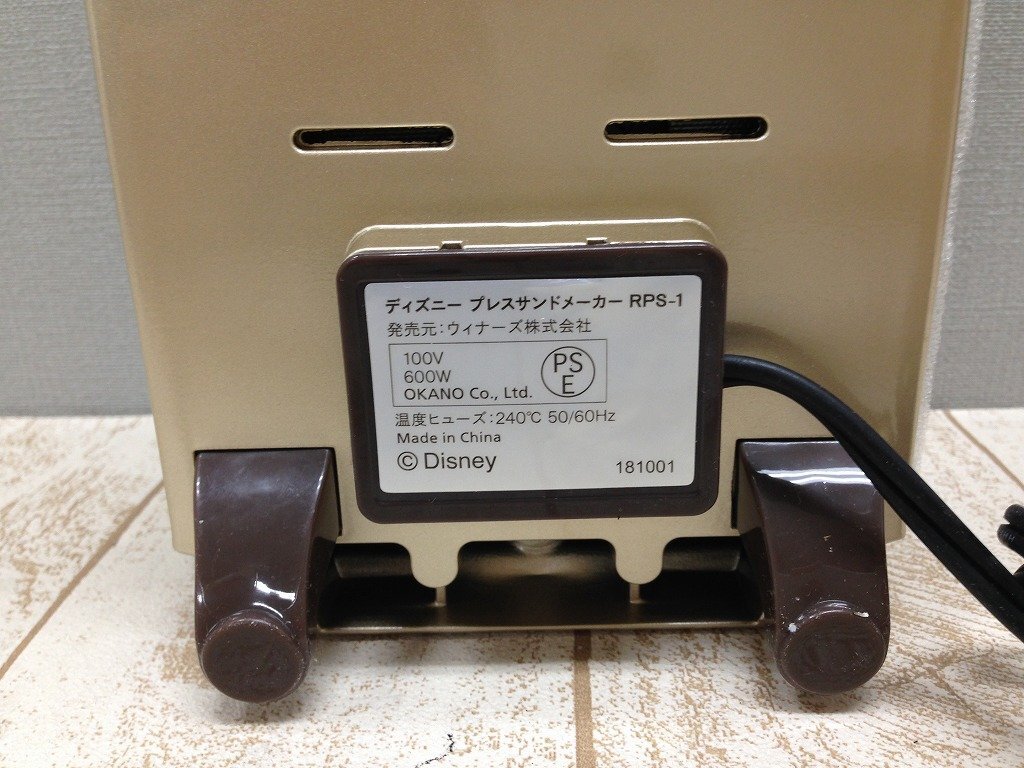 ディズニー プレスサンドメーカー RPS-1
発売元:ウィナーズ株式会社
100V
600W
OKANO Co., Ltd.
PS
E
温度ヒューズ:240℃ 50/60Hz
Made in China
© Disney
181001